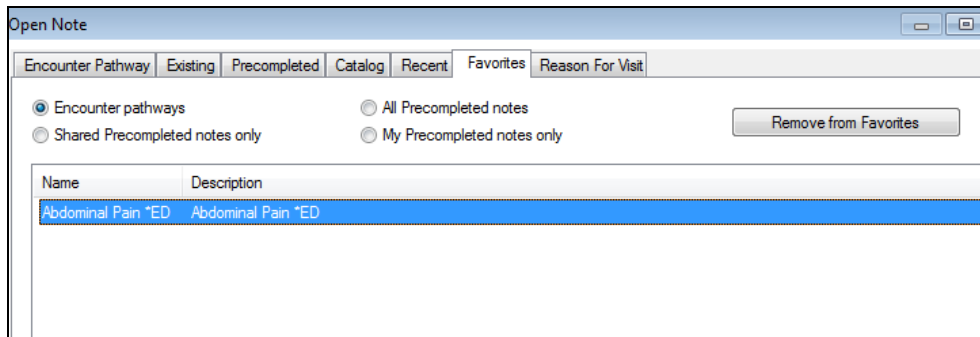 Open Note
Encounter Pathway Existing Precompleted Catalog Recent Favorites Reason For Visit
Encounter pathways All Precompleted notes
Remove from Favorites
Shared Precompleted notes only My Precompleted notes only
Name Description
Abdominal Pain *ED Abdominal Pain *ED